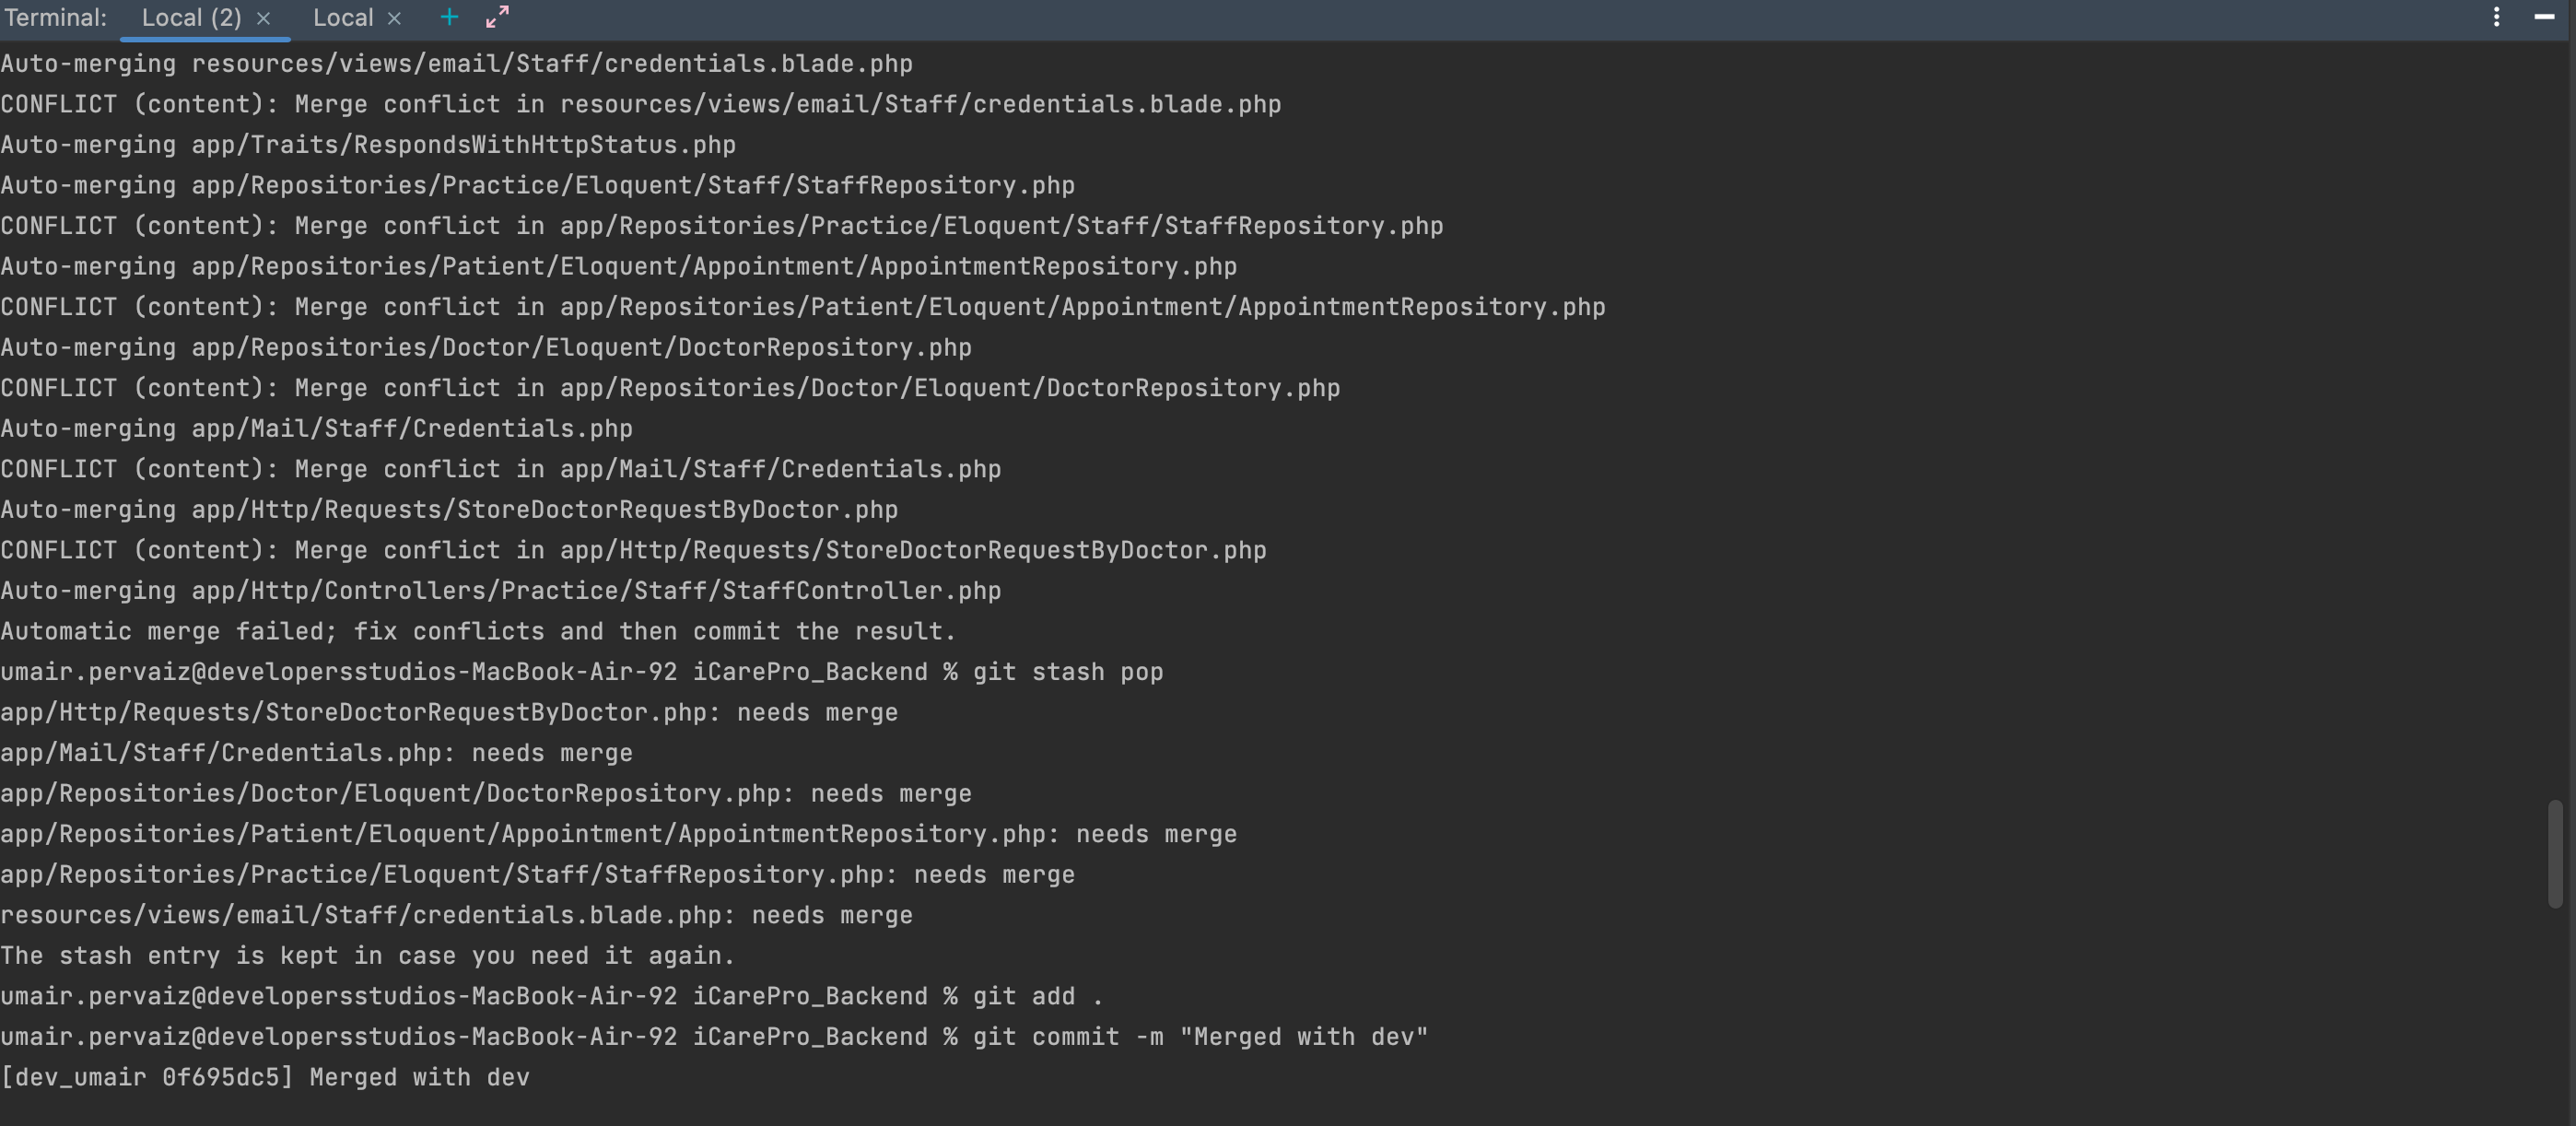 Terminal: Local (2) × Local × +
Auto-merging resources/views/email/Staff/credentials.blade.php
CONFLICT (content): Merge conflict in resources/views/email/Staff/credentials.blade.php
Auto-merging app/Traits/RespondsWithHttpStatus.php
Auto-merging app/Repositories/Practice/Eloquent/Staff/StaffRepository.php
CONFLICT (content): Merge conflict in app/Repositories/Practice/Eloquent/Staff/StaffRepository.php
Auto-merging app/Repositories/Patient/Eloquent/Appointment/AppointmentRepository.php
CONFLICT (content): Merge conflict in app/Repositories/Patient/Eloquent/Appointment/AppointmentRepository.php
Auto-merging app/Repositories/Doctor/Eloquent/DoctorRepository.php
CONFLICT (content): Merge conflict in app/Repositories/Doctor/Eloquent/DoctorRepository.php
Auto-merging app/Mail/Staff/Credentials.php
CONFLICT (content): Merge conflict in app/Mail/Staff/Credentials.php
Auto-merging app/Http/Requests/StoreDoctorRequestByDoctor.php
CONFLICT (content): Merge conflict in app/Http/Requests/StoreDoctorRequestByDoctor.php
Auto-merging app/Http/Controllers/Practice/Staff/StaffController.php
Automatic merge failed; fix conflicts and then commit the result.
umair.pervaiz@developersstudios-MacBook-Air-92 iCarePro_Backend % git stash pop
app/Http/Requests/StoreDoctorRequestByDoctor.php: needs merge
app/Mail/Staff/Credentials.php: needs merge
app/Repositories/Doctor/Eloquent/DoctorRepository.php: needs merge
app/Repositories/Patient/Eloquent/Appointment/AppointmentRepository.php: needs merge
app/Repositories/Practice/Eloquent/Staff/StaffRepository.php: needs merge
resources/views/email/Staff/credentials.blade.php: needs merge
The stash entry is kept in case you need it again.
umair.pervaiz@developersstudios-MacBook-Air-92 iCarePro_Backend % git add .
umair.pervaiz@developersstudios-MacBook-Air-92 iCarePro_Backend % git commit -m "Merged with dev"
[dev_umair 0f695dc5] Merged with dev